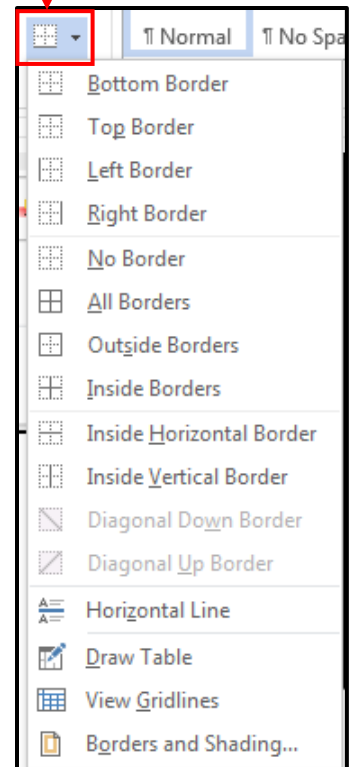 ¶ Normal ¶ No Spa
Bottom Border
Top Border
Left Border
Right Border
No Border
All Borders
Outside Borders
Inside Borders
Inside Horizontal Border
Inside Vertical Border
Diagonal Down Border
Diagonal Up Border
Horizontal Line
Draw Table
View Gridlines
Borders and Shading...